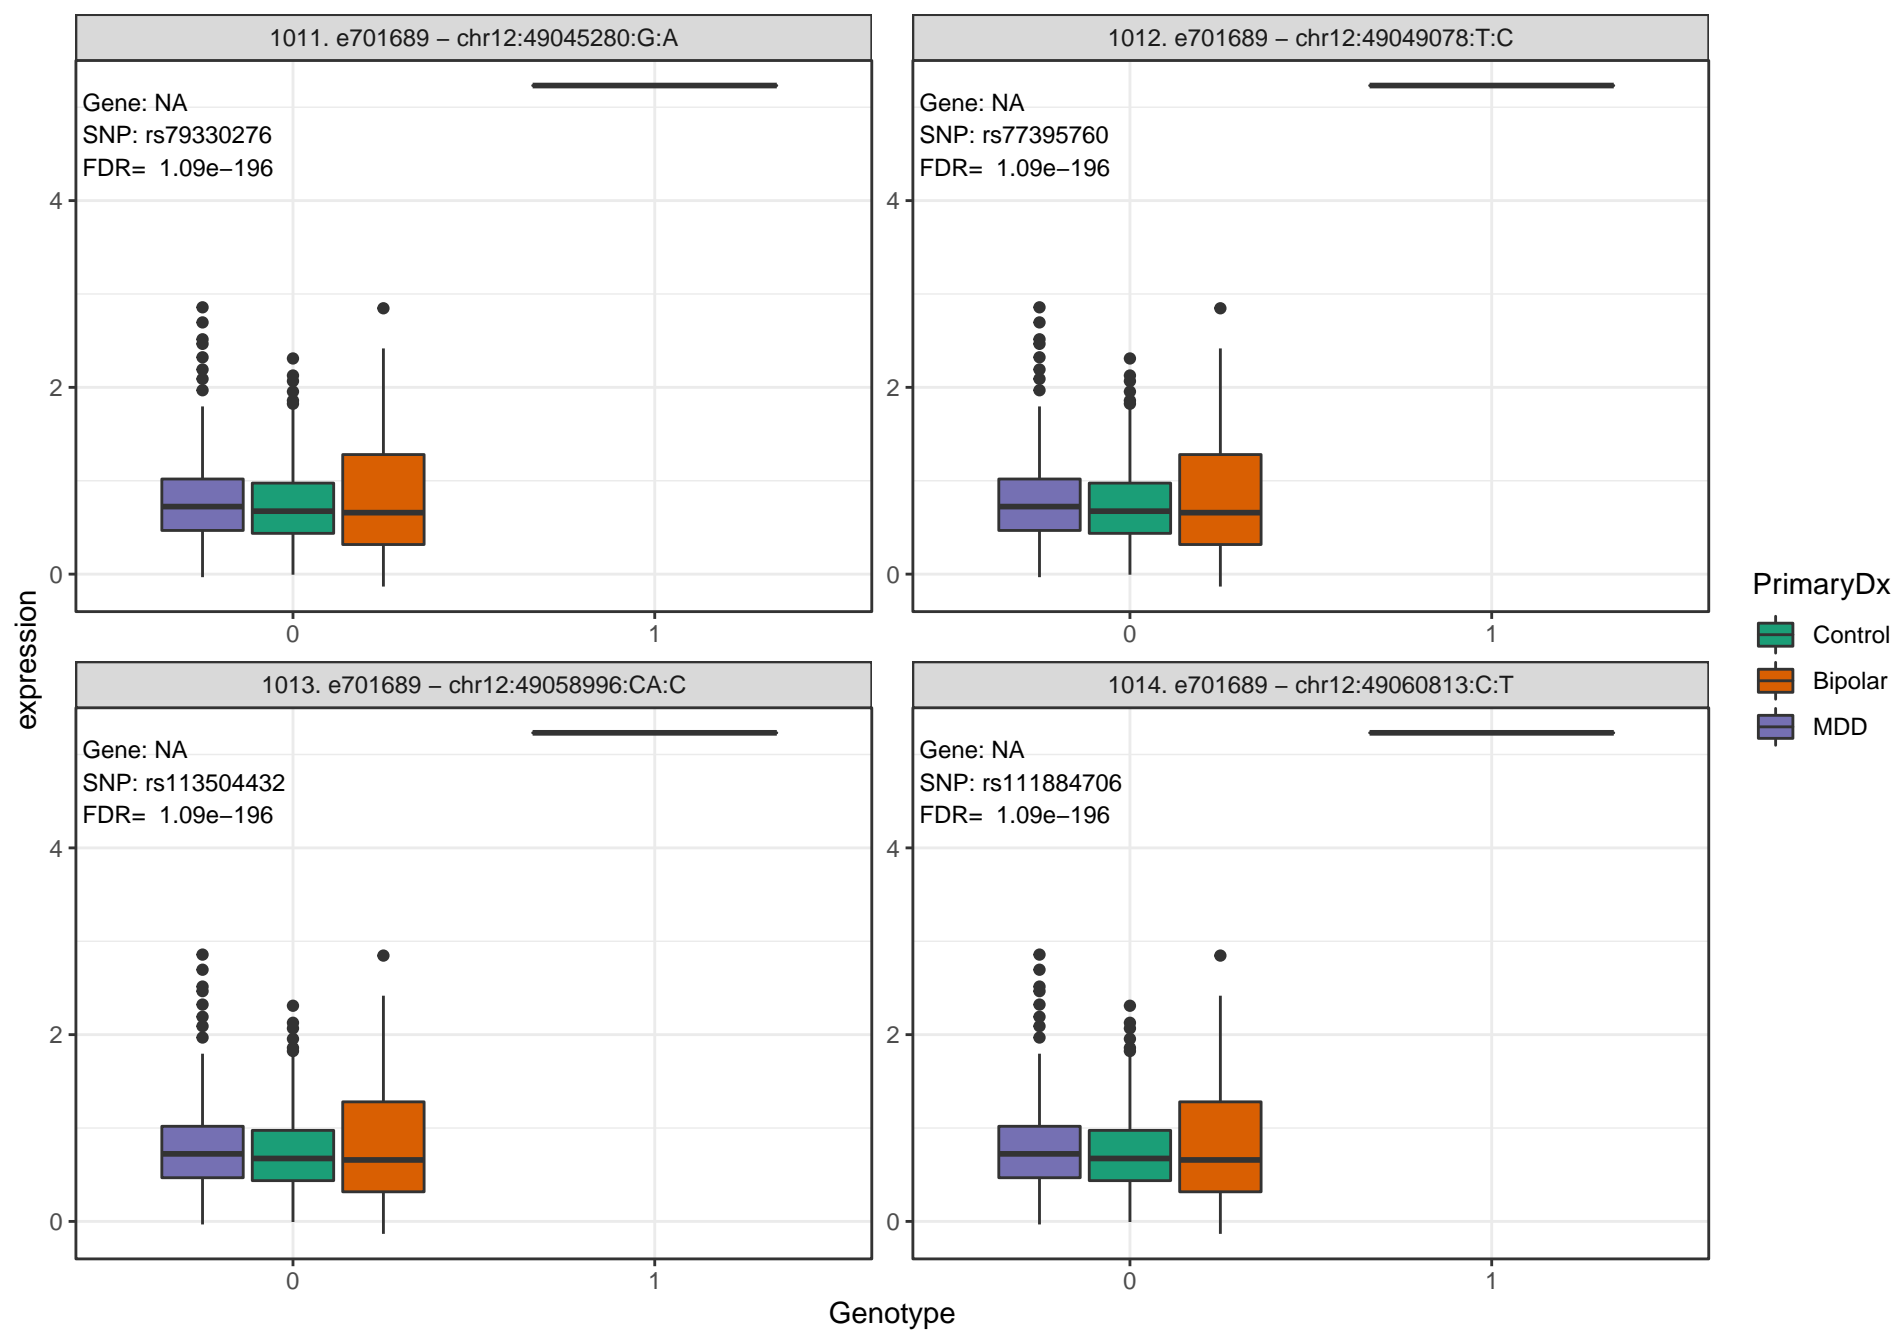 1011. e701689 − chr12:49045280:G:A
Gene: NA
SNP: rs79330276
FDR=  1.09e−196
4
2
0
0
1
1012. e701689 − chr12:49049078:T:C
Gene: NA
SNP: rs77395760
FDR=  1.09e−196
4
2
0
0
1
1013. e701689 − chr12:49058996:CA:C
Gene: NA
SNP: rs113504432
FDR=  1.09e−196
4
2
0
0
1
1014. e701689 − chr12:49060813:C:T
Gene: NA
SNP: rs111884706
FDR=  1.09e−196
4
2
0
0
1
expression
Genotype
PrimaryDx
Control
Bipolar
MDD